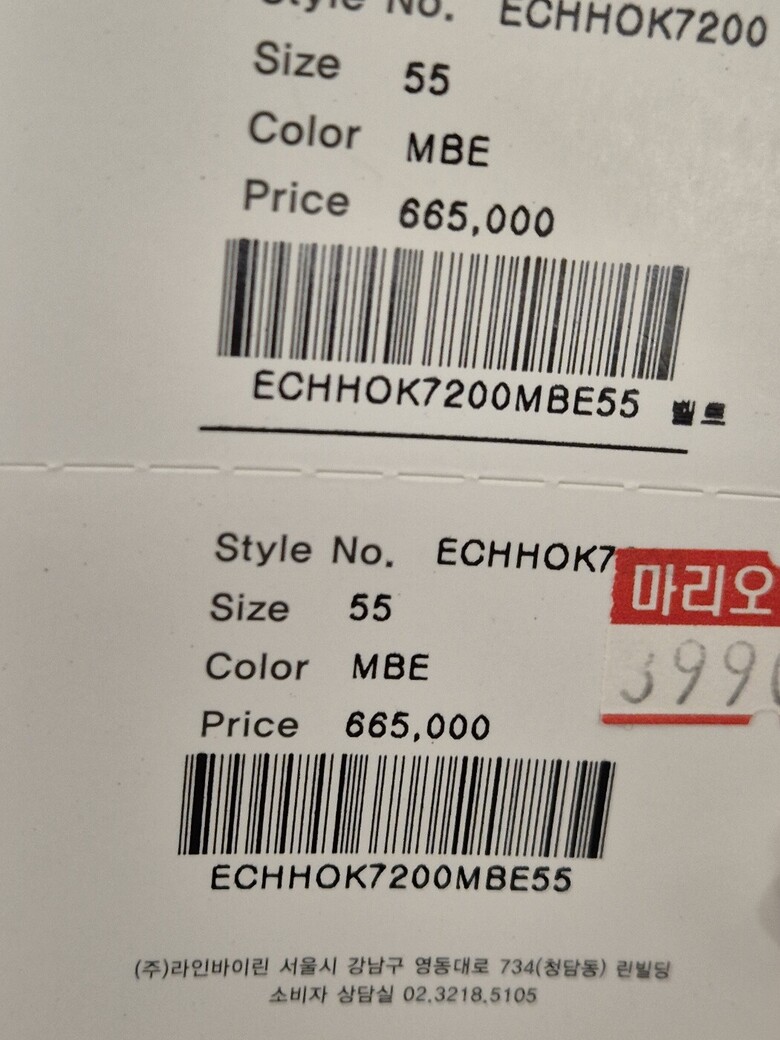 Style No. ECHHOK7200
Size 55
Color MBE
Price 665,000
ECHHOK7200MBE55 벨트
Style No. ECHHOK7
Size 55
Color MBE
Price 665,000
ECHHOK7200MBE55
마리오
399
(주)라인바이린 서울시 강남구 영동대로 734(청담동) 린빌딩
소비자 상담실 02.3218.5105